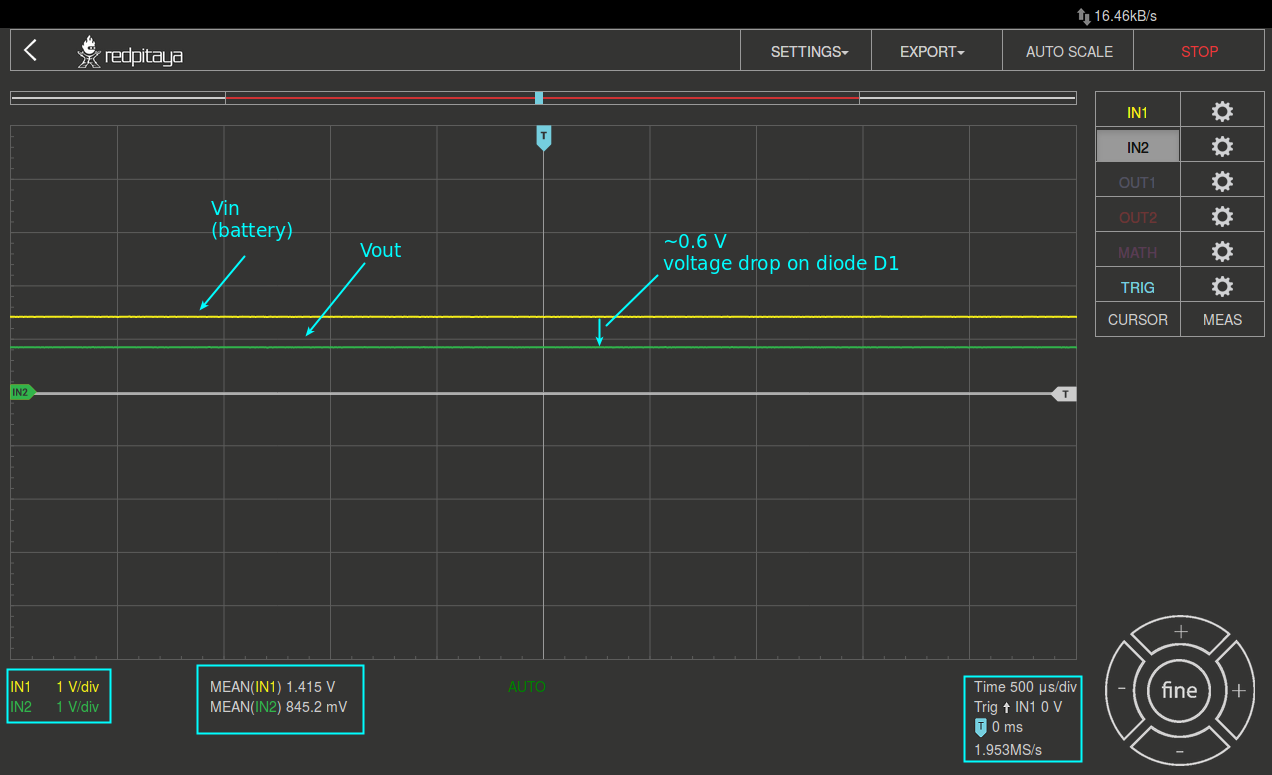 16.46kB/s
redpitaya
SETTINGS
EXPORT
AUTO SCALE
STOP
T
IN1
IN2
OUT1
OUT2
MATH
TRIG
CURSOR
MEAS
Vin
(battery)
Vout
~0.6 V
voltage drop on diode D1
IN2
T
IN1 1 V/div
IN2 1 V/div
MEAN(IN1) 1.415 V
MEAN(IN2) 845.2 mV
AUTO
Time 500 µs/div
Trig IN1 0 V
T 0 ms
1.953MS/s
+
- fine +
-